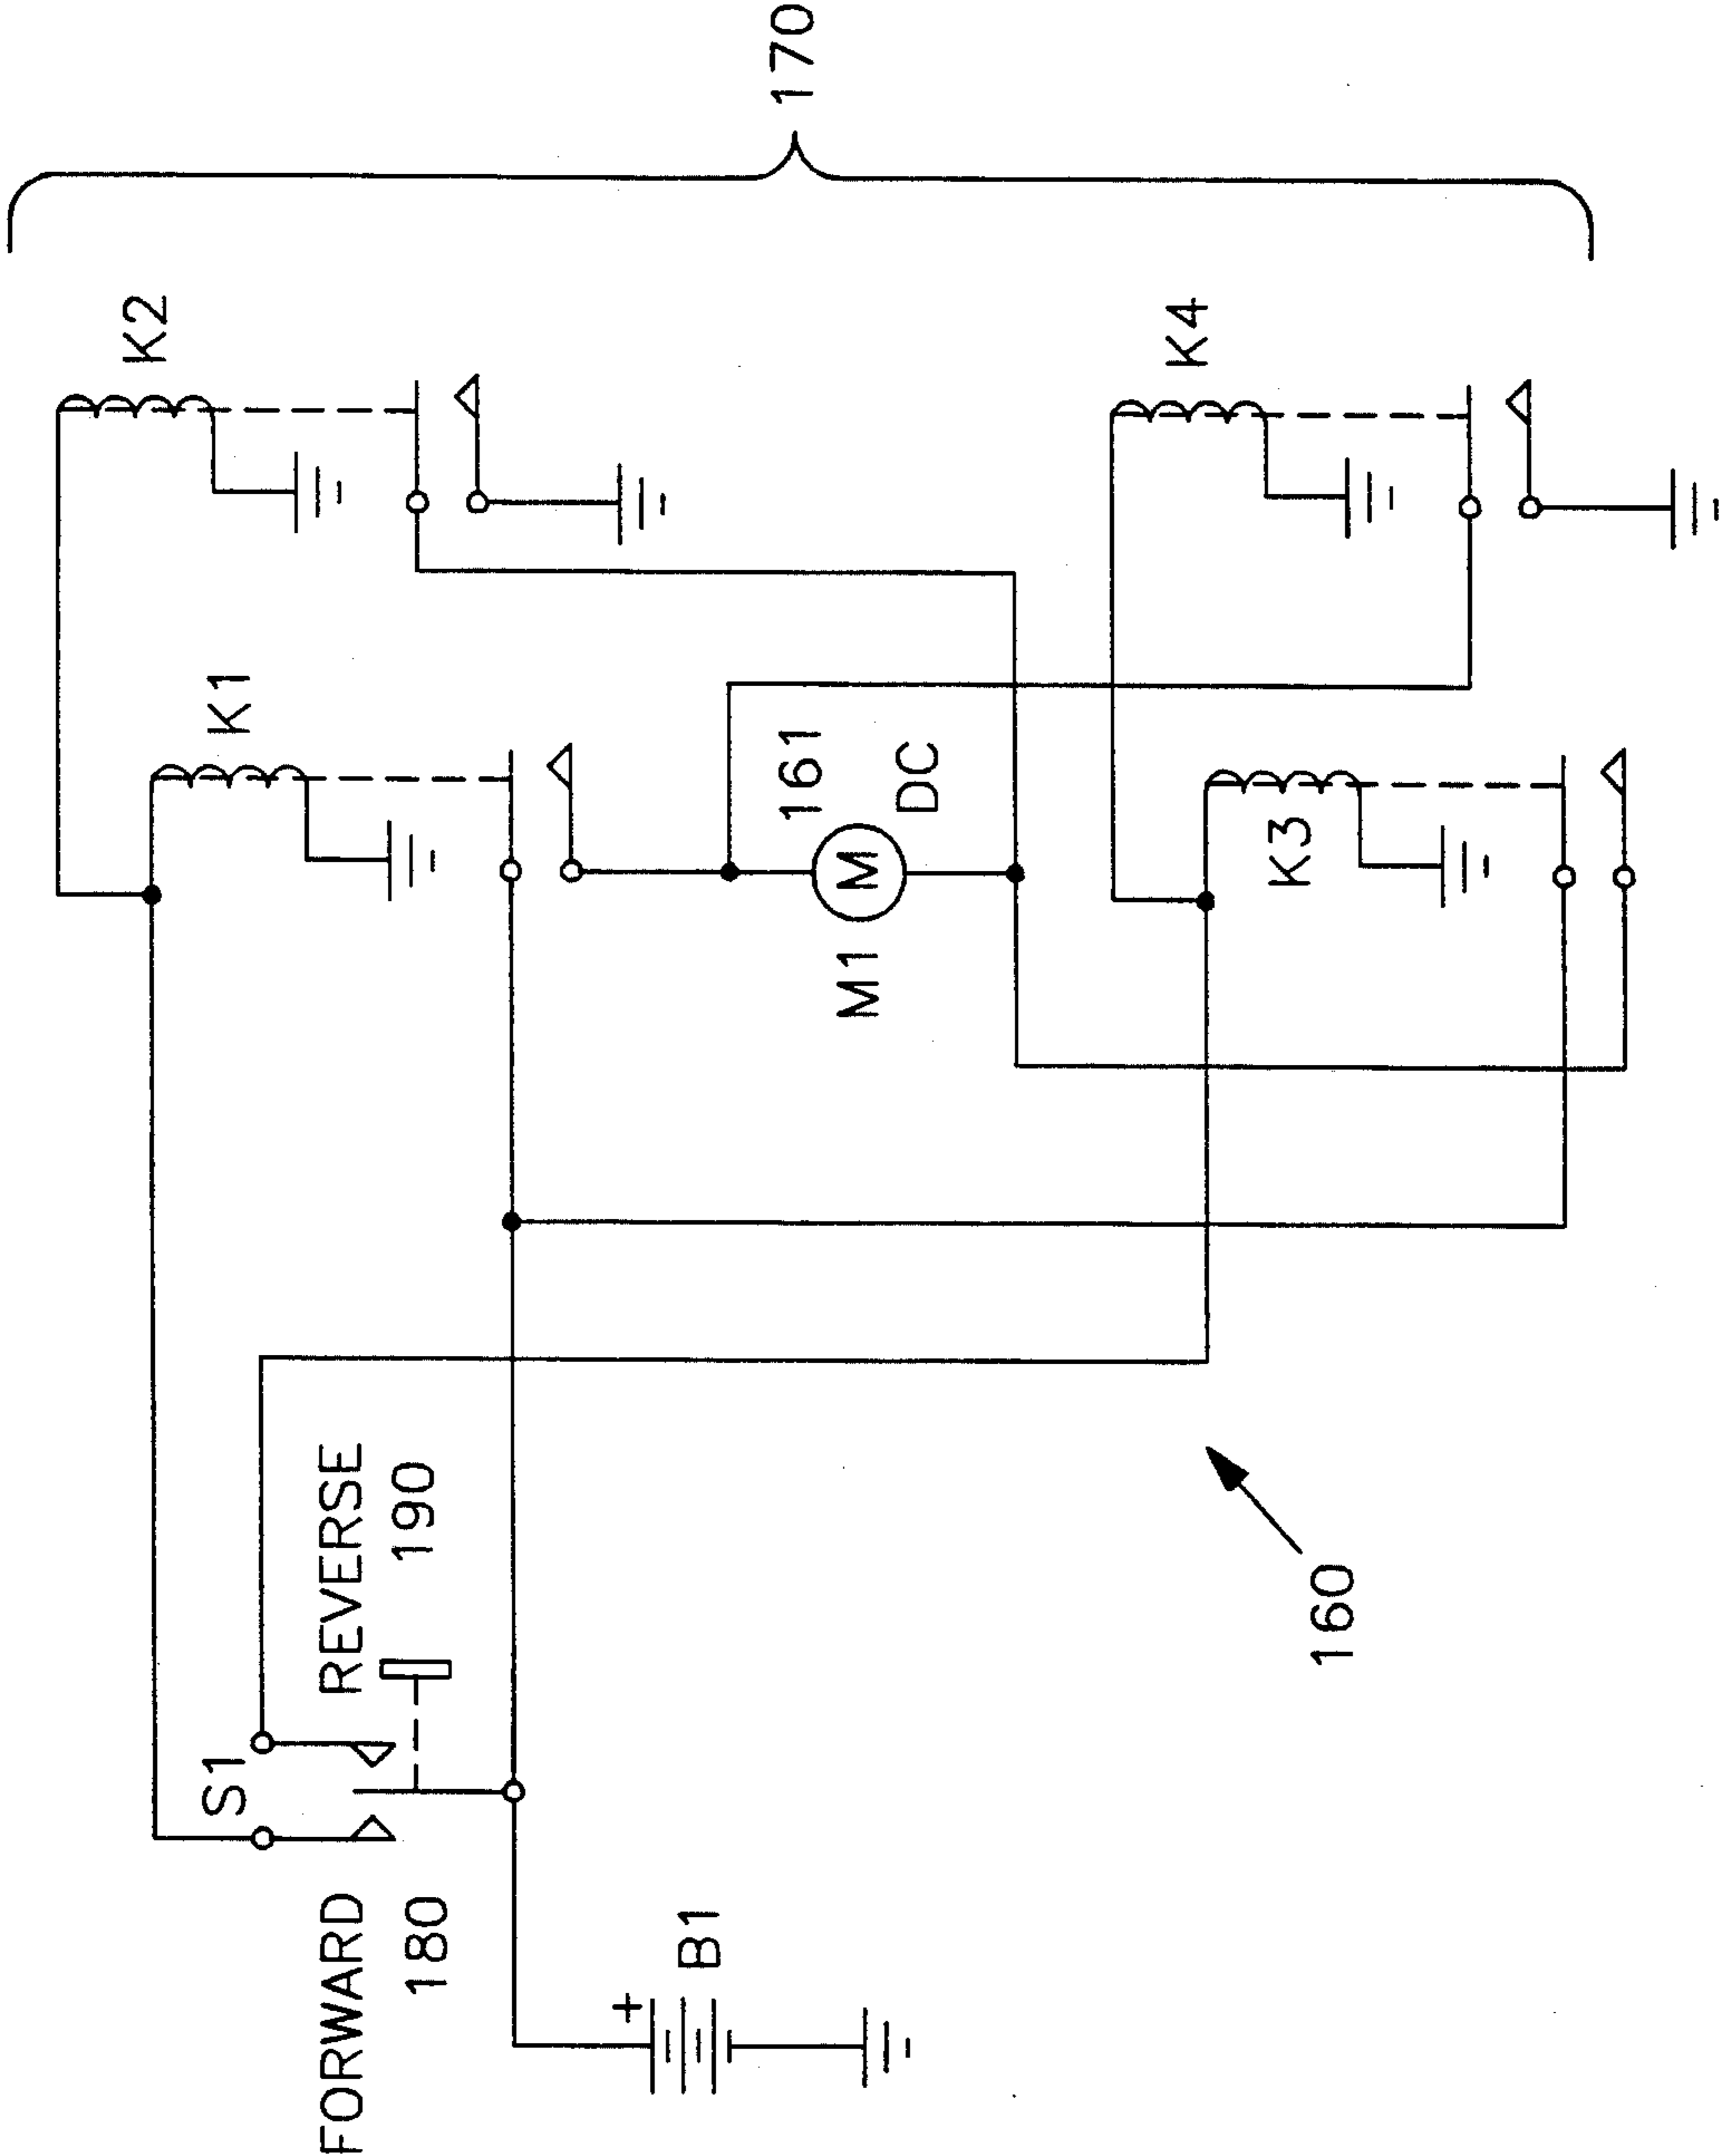 K2
S1
K1
FORWARD
REVERSE
180
190
+
B1
161
170
M1
M
DC
K4
K3
160